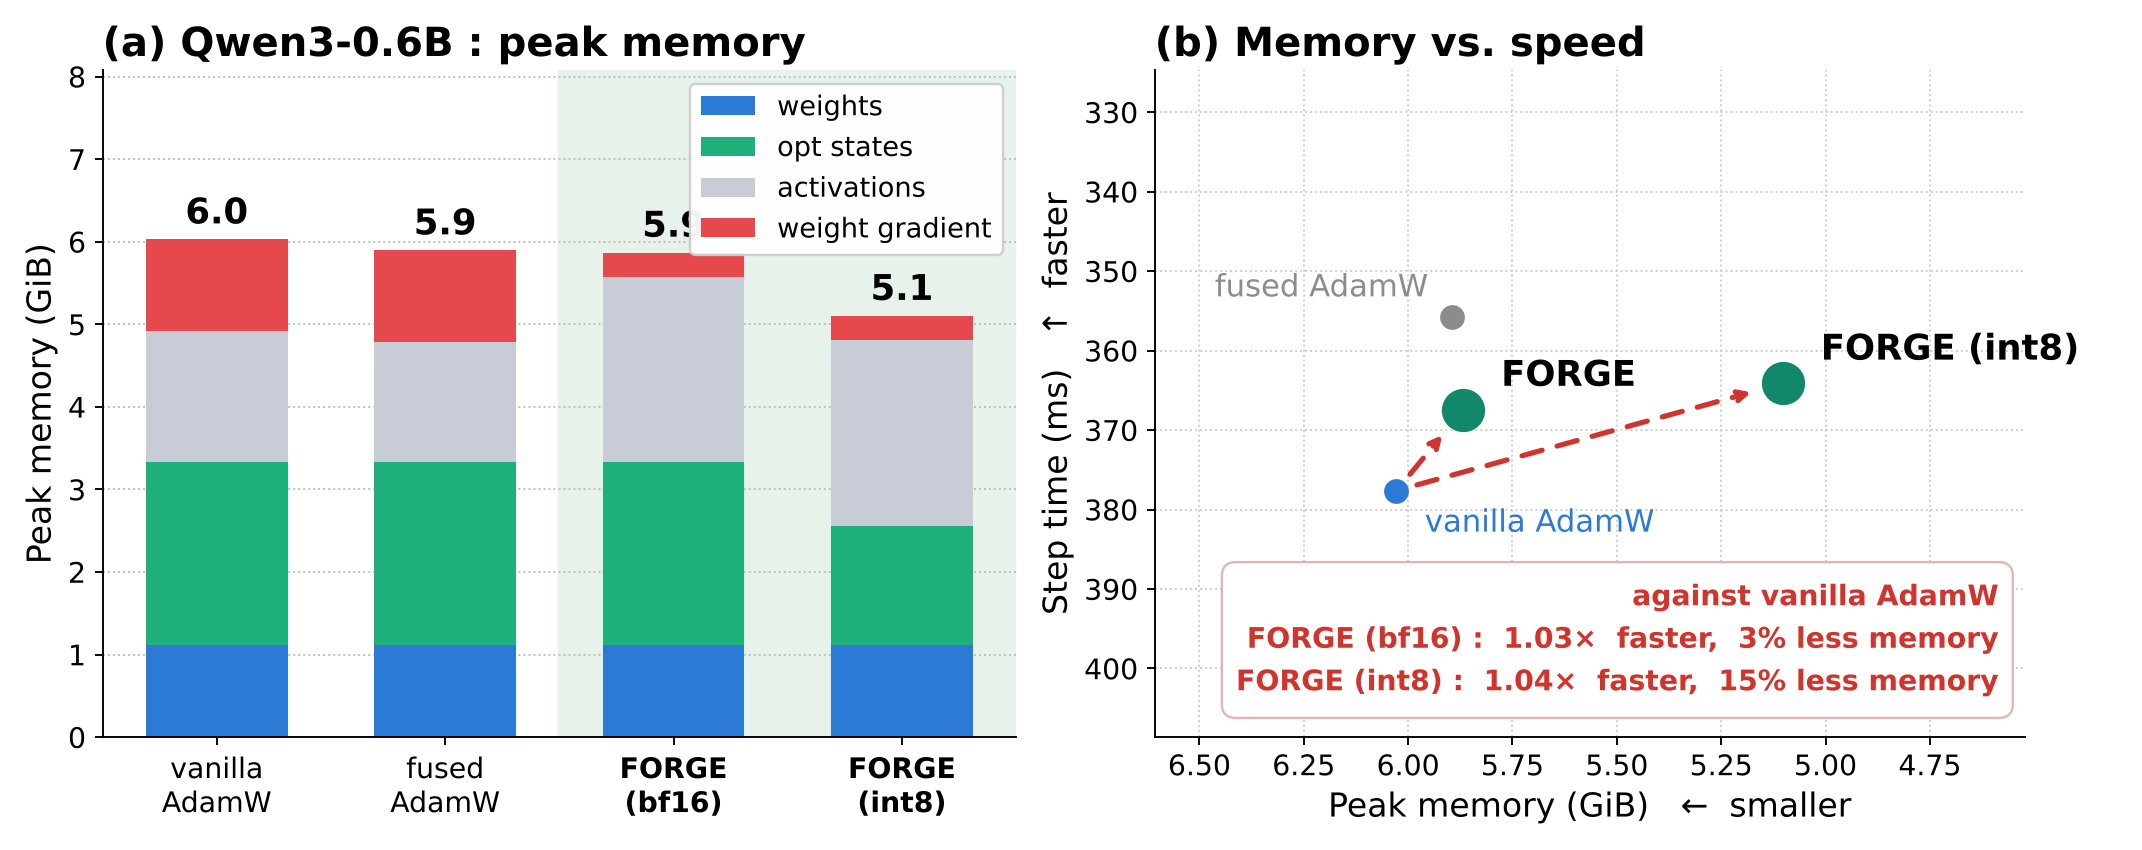 (a) Qwen3-0.6B : peak memory
Peak memory (GiB)
8
7
6
5
4
3
2
1
0
weights
opt states
activations
weight gradient
6.0
5.9
5.9
5.1
vanilla
AdamW
fused
AdamW
FORGE
(bf16)
FORGE
(int8)
(b) Memory vs. speed
Step time (ms) ↑ faster
330
340
350
360
370
380
390
400
fused AdamW
FORGE
FORGE (int8)
vanilla AdamW
against vanilla AdamW
FORGE (bf16) : 1.03× faster, 3% less memory
FORGE (int8) : 1.04× faster, 15% less memory
6.50
6.25
6.00
5.75
5.50
5.25
5.00
4.75
Peak memory (GiB) ← smaller